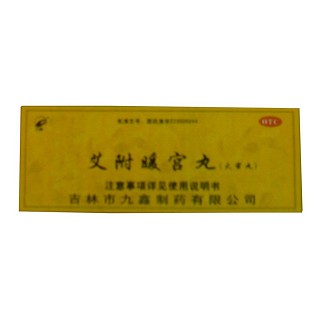 OTC
艾附暖宫丸(大蜜丸)
注意事项详见使用说明书
吉林市九鑫制药有限公司